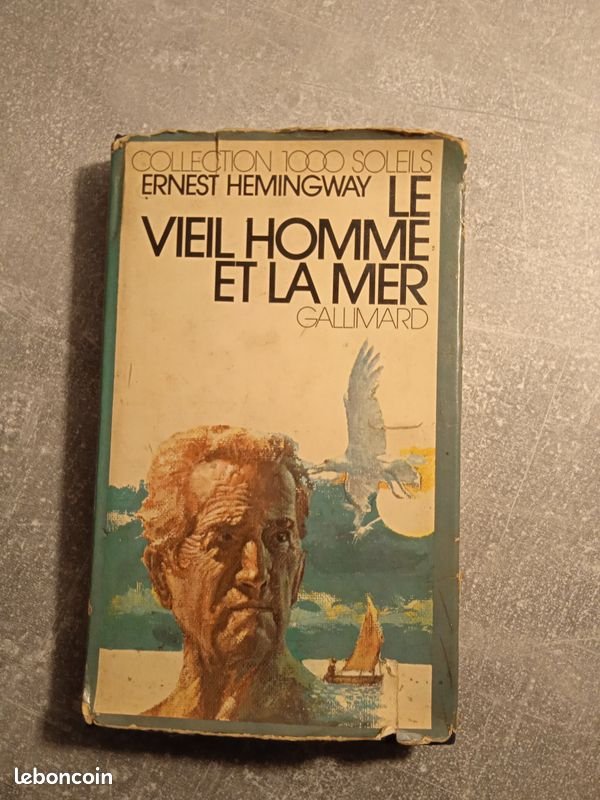 COLLECTION 1000 SOLEILS
ERNEST HEMINGWAY LE
VIEIL HOMME
ET LA MER
GALLIMARD
leboncoin